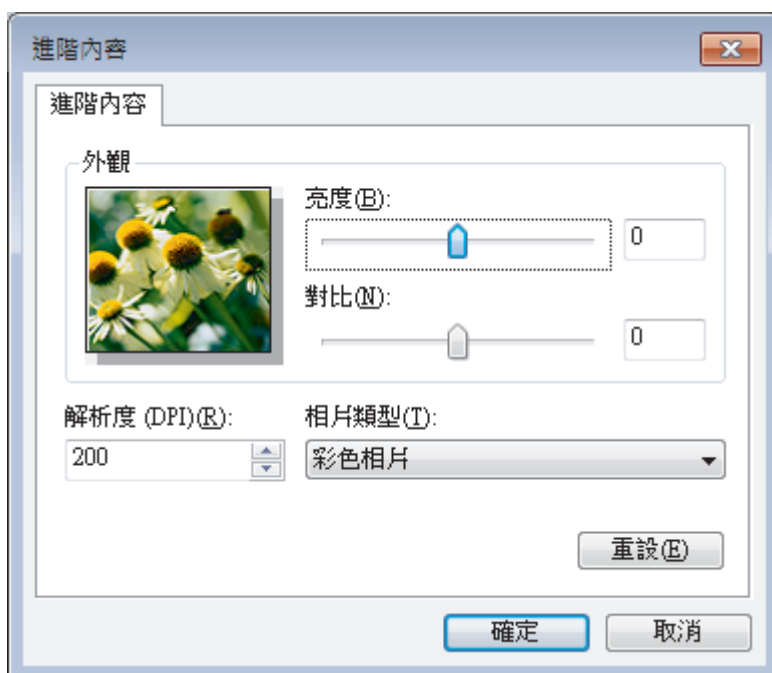 進階內容
進階內容
外觀
亮度(B):
0
對比(N):
0
解析度 (DPI)(R):
相片類型(T):
200
彩色相片
重設(E)
確定
取消